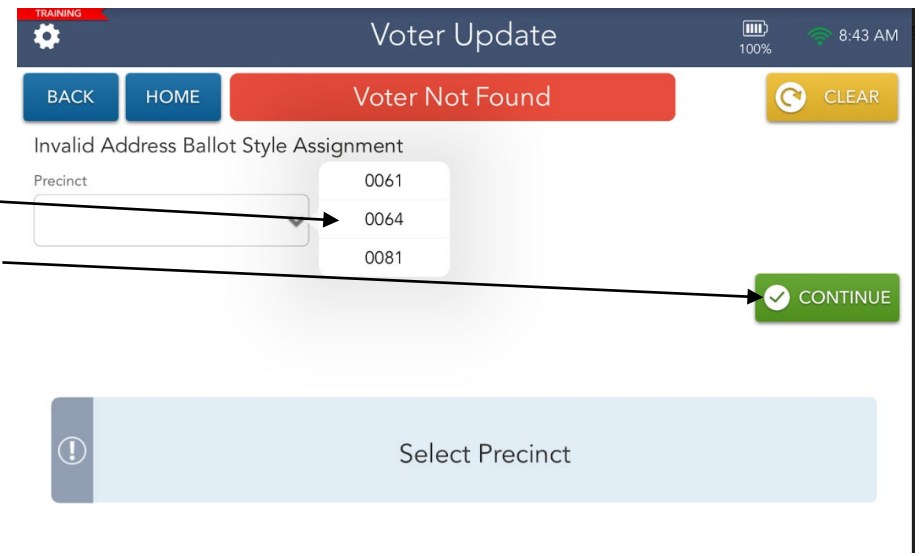 TRAINING
Voter Update
100%
8:43 AM
BACK
HOME
Voter Not Found
CLEAR
Invalid Address Ballot Style Assignment
Precinct
0061
0064
0081
CONTINUE
Select Precinct